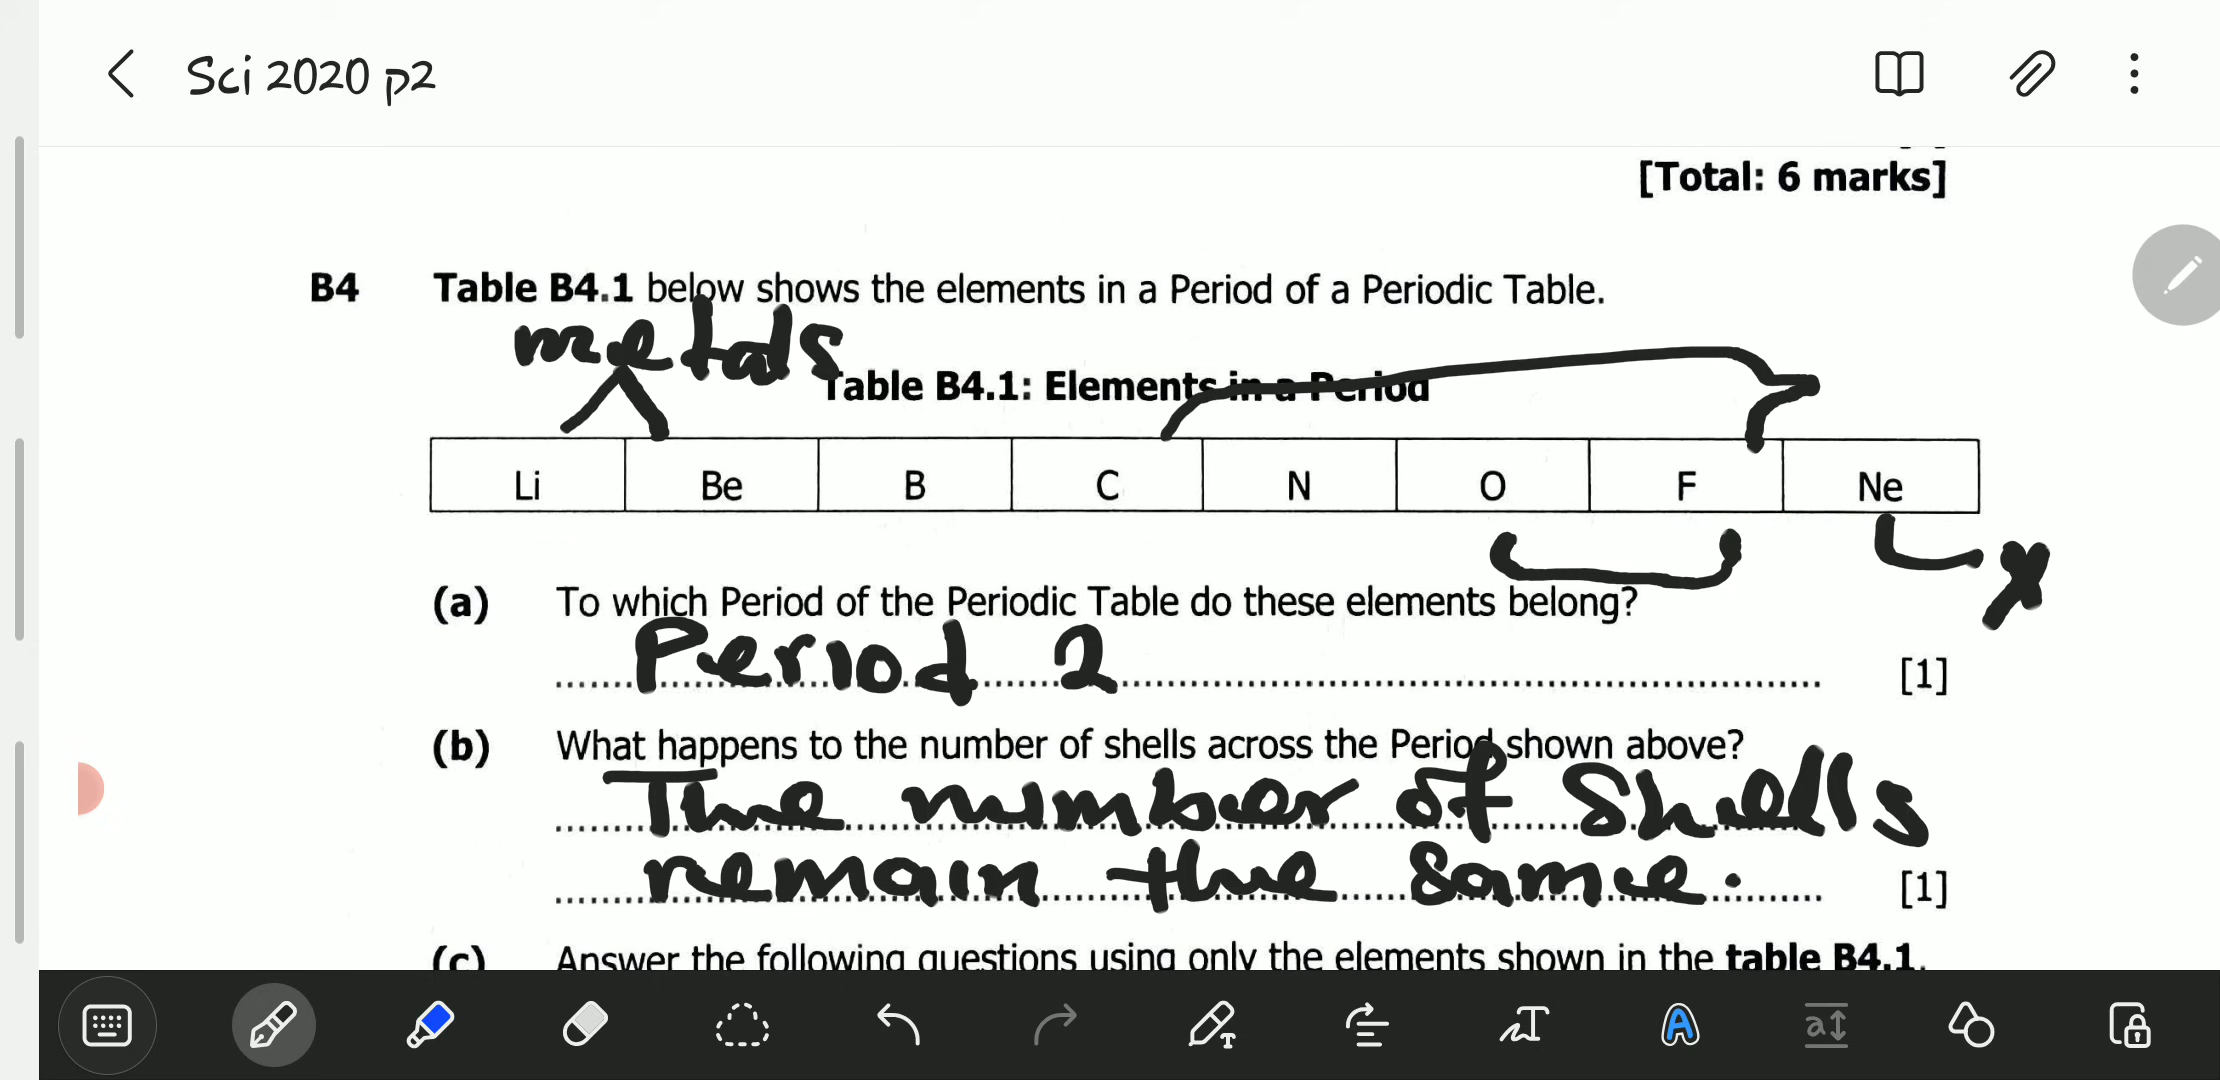 Sci 2020 p2
[Total: 6 marks]
B4 Table B4.1 below shows the elements in a Period of a Periodic Table.
metals
Table B4.1: Elements in a Period
Li Be B C N O F Ne
x
(a) To which Period of the Periodic Table do these elements belong?
Period 2 [1]
(b) What happens to the number of shells across the Period shown above?
The number of shells
remain the same. [1]
(c) Answer the following questions using only the elements shown in the table B4.1.